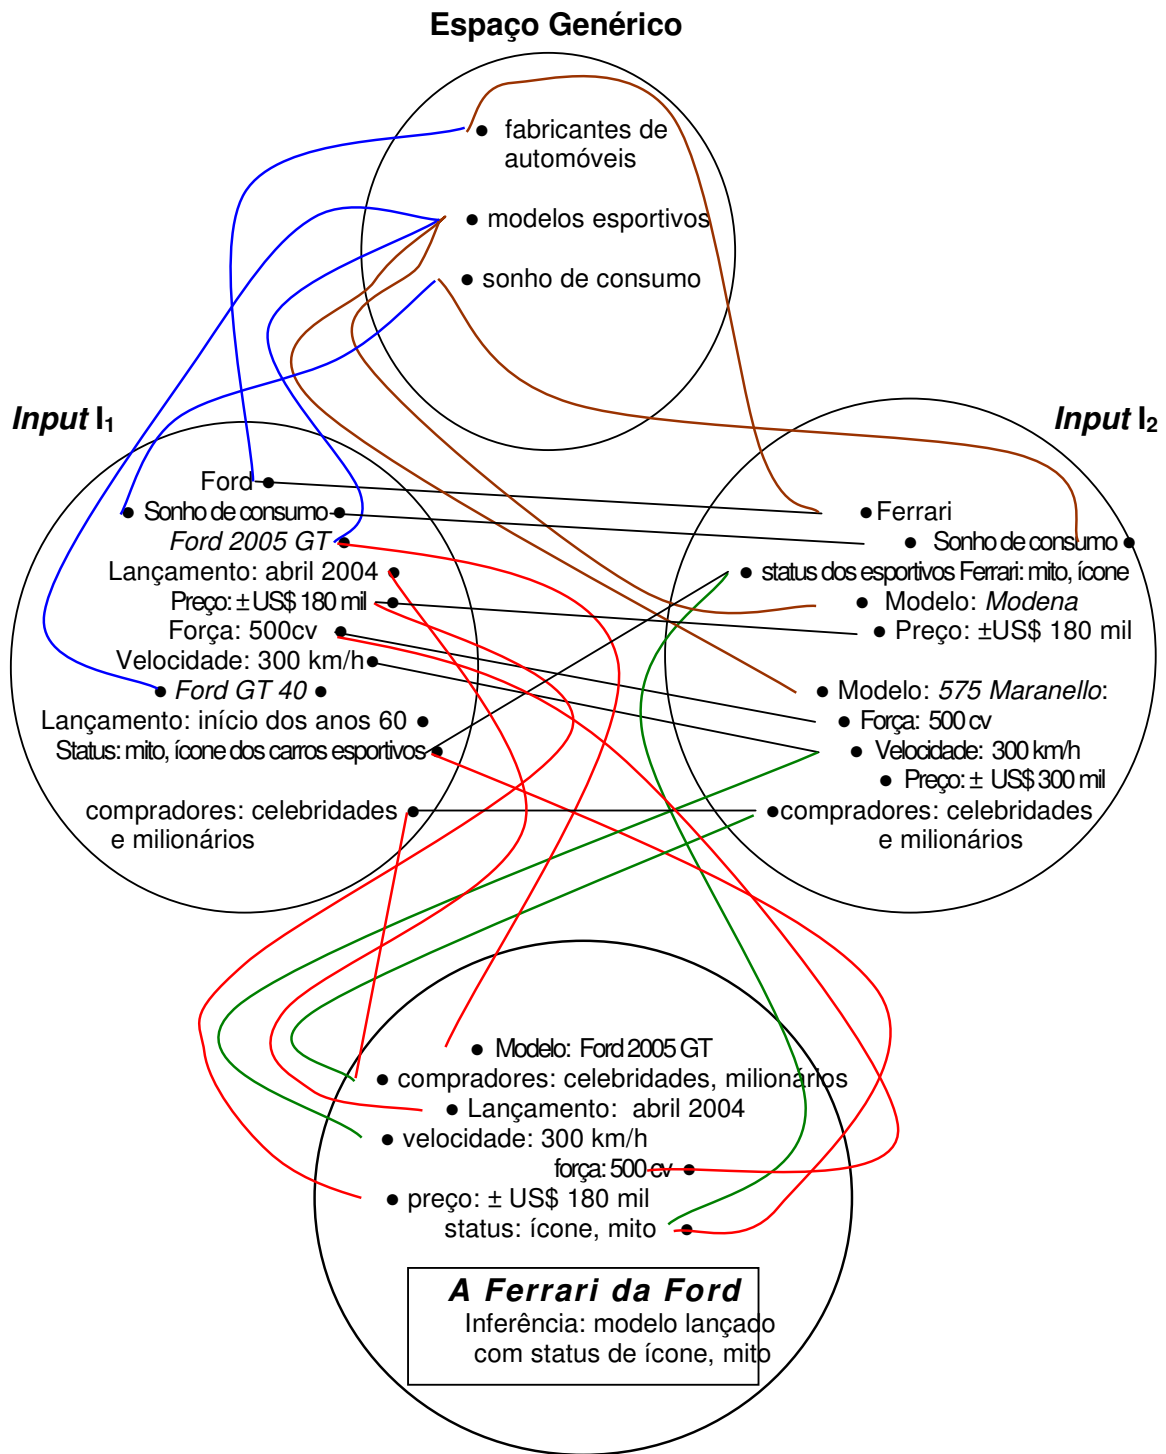 Espaço Genérico
● fabricantes de
automóveis
● modelos esportivos
● sonho de consumo
Input I₁
Ford ●
● Sonho de consumo ●
Ford 2005 GT ●
Lançamento: abril 2004 ●
Preço: ± US$ 180 mil ●
Força: 500cv ●
Velocidade: 300 km/h ●
● Ford GT 40 ●
Lançamento: início dos anos 60 ●
Status: mito, ícone dos carros esportivos ●
compradores: celebridades ●
e milionários
Input I₂
● Ferrari
● Sonho de consumo ●
● status dos esportivos Ferrari: mito, ícone
● Modelo: Modena
● Preço: ±US$ 180 mil
● Modelo: 575 Maranello:
● Força: 500 cv
● Velocidade: 300 km/h
● Preço: ± US$ 300 mil
● compradores: celebridades
e milionários
● Modelo: Ford 2005 GT
● compradores: celebridades, milionários
● Lançamento: abril 2004
● velocidade: 300 km/h
força: 500 cv ●
● preço: ± US$ 180 mil
status: ícone, mito ●
A Ferrari da Ford
Inferência: modelo lançado
com status de ícone, mito